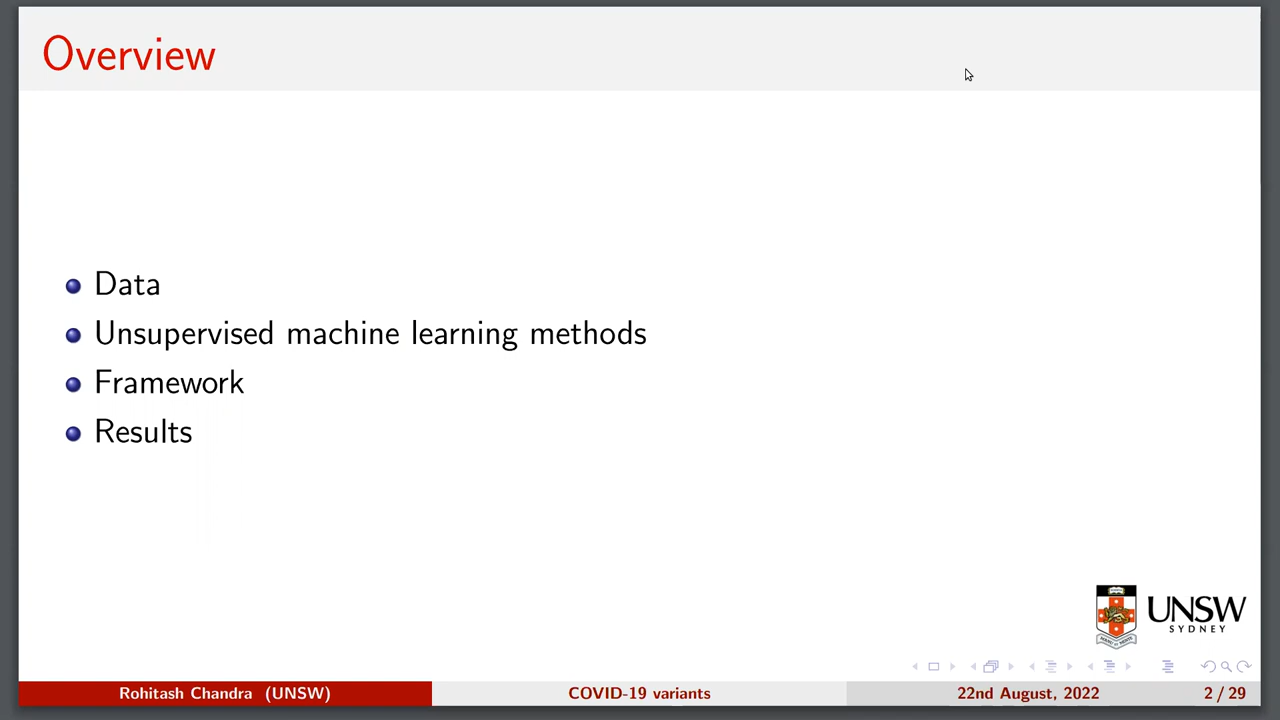 Overview
Data
Unsupervised machine learning methods
Framework
Results
UNSW
SYDNEY
Rohitash Chandra (UNSW) COVID-19 variants 22nd August, 2022 2 / 29